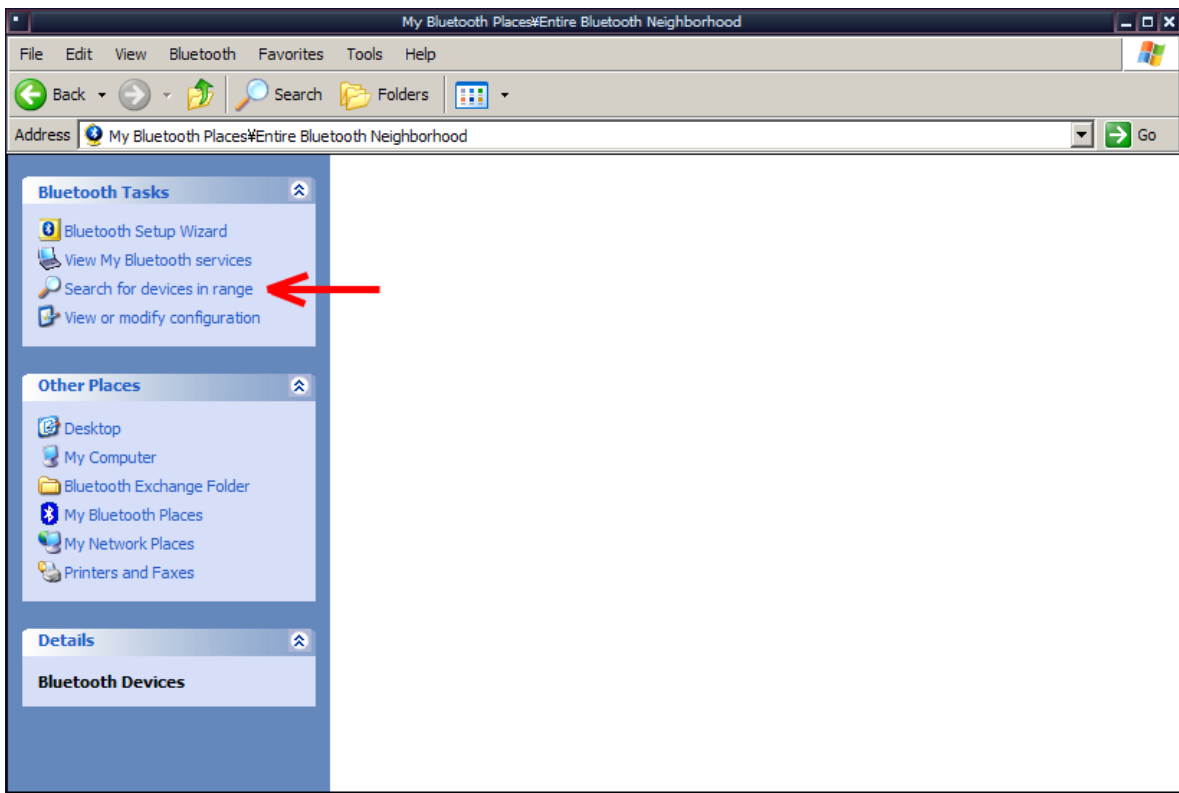 My Bluetooth Places¥Entire Bluetooth Neighborhood
File Edit View Bluetooth Favorites Tools Help
Back Search Folders
Address My Bluetooth Places¥Entire Bluetooth Neighborhood Go
Bluetooth Tasks
Bluetooth Setup Wizard
View My Bluetooth services
Search for devices in range
View or modify configuration
Other Places
Desktop
My Computer
Bluetooth Exchange Folder
My Bluetooth Places
My Network Places
Printers and Faxes
Details
Bluetooth Devices